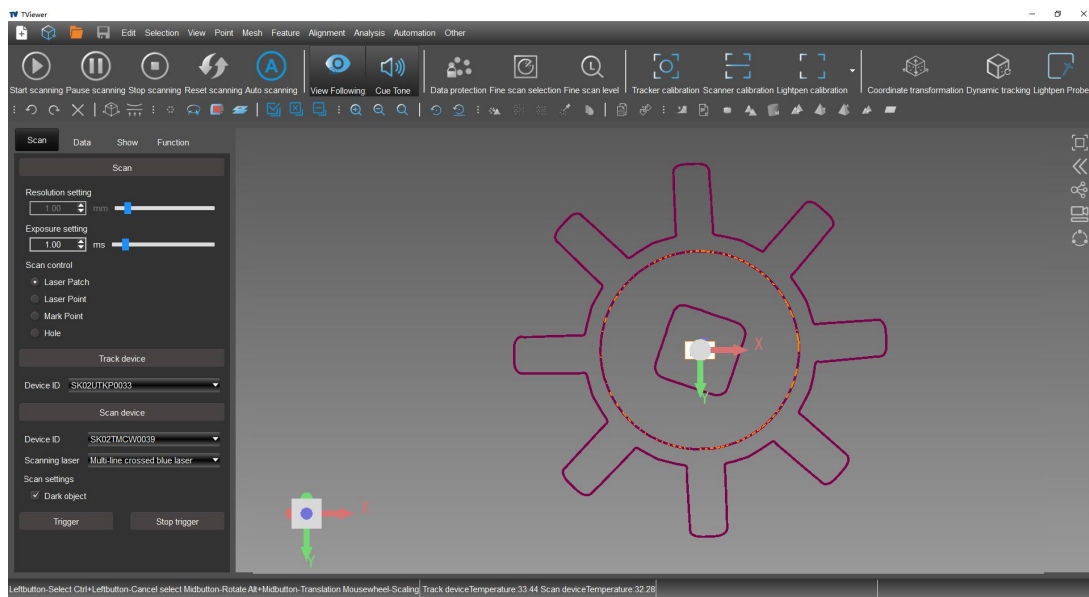 TViewer
Edit Selection View Point Mesh Feature Alignment Analysis Automation Other
Start scanning Pause scanning Stop scanning Reset scanning Auto scanning View Following Cue Tone Data protection Fine scan selection Fine scan level Tracker calibration Scanner calibration Lightpen calibration Coordinate transformation Dynamic tracking Lightpen Probe
Scan Data Show Function
Scan
Resolution setting
1.00 mm
Exposure setting
1.00 ms
Scan control
Laser Patch
Laser Point
Mark Point
Hole
Track device
Device ID SK02UTKP0033
Scan device
Device ID SK02TMCW0039
Scanning laser Multi-line crossed blue laser
Scan settings
Dark object
Trigger Stop trigger
X
Y
X
Y
Leftbutton-Select Ctrl+Leftbutton-Cancel select Midbutton-Rotate Alt+Midbutton-Translation Mousewheel-Scaling Track deviceTemperature:33.44 Scan deviceTemperature:32.28